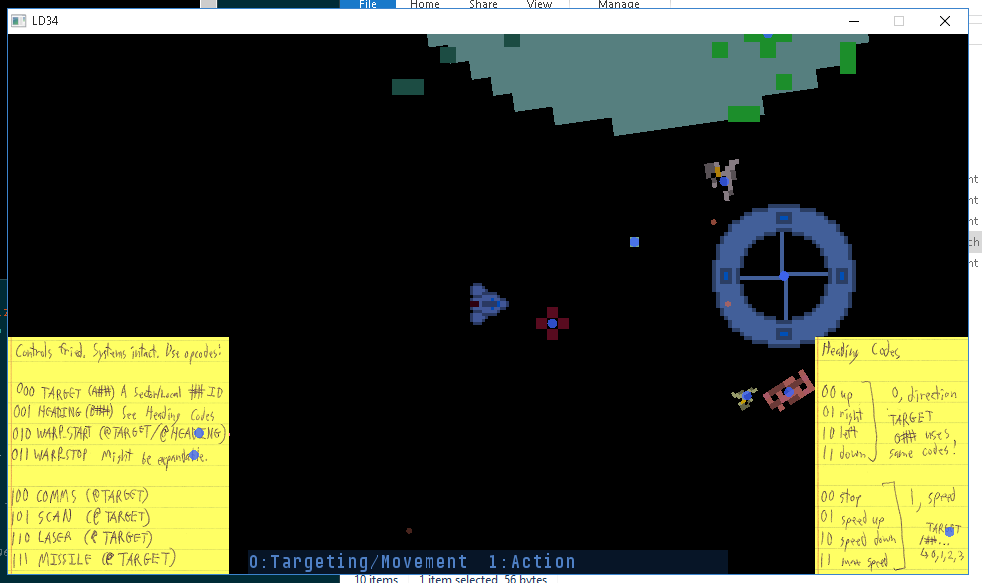 File Home Share View Manage
LD34
Controls fried. Systems intact. Use opcodes:
000 TARGET (A##) A Sector/Local ## ID
001 HEADING (###) See Heading Codes
010 WARP START (@TARGET/@HEADING)
011 WARP STOP Might be expandable.
100 COMMS (@TARGET)
101 SCAN (@TARGET)
110 LASER (@TARGET)
111 MISSILE (@TARGET)
Heading Codes
00 up
01 right
10 left
11 down
0, direction
TARGET
0## uses
same codes!
00 stop
01 speed up
10 speed down
11 max speed
1, speed
TARGET
1##...
↳0,1,2,3
0:Targeting/Movement 1:Action
10 items 1 item selected 56 bytes